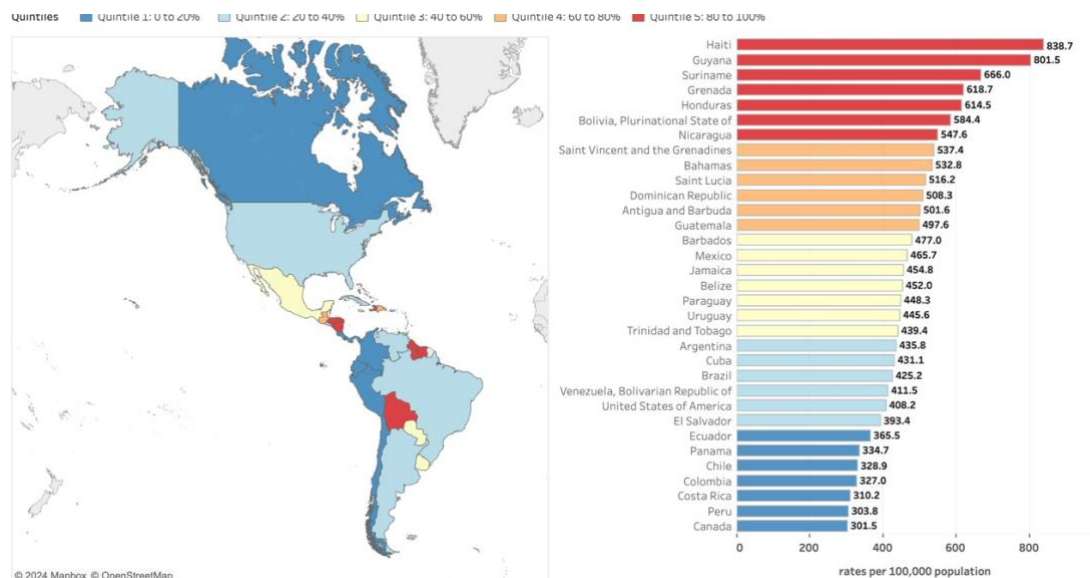 Quintiles Quintile 1: 0 to 20% Quintile 2: 20 to 40% Quintile 3: 40 to 60% Quintile 4: 60 to 80% Quintile 5: 80 to 100%
Haiti 838.7
Guyana 801.5
Suriname 666.0
Grenada 618.7
Honduras 614.5
Bolivia, Plurinational State of 584.4
Nicaragua 547.6
Saint Vincent and the Grenadines 537.4
Bahamas 532.8
Saint Lucia 516.2
Dominican Republic 508.3
Antigua and Barbuda 501.6
Guatemala 497.6
Barbados 477.0
Mexico 465.7
Jamaica 454.8
Belize 452.0
Paraguay 448.3
Uruguay 445.6
Trinidad and Tobago 439.4
Argentina 435.8
Cuba 431.1
Brazil 425.2
Venezuela, Bolivarian Republic of 411.5
United States of America 408.2
El Salvador 393.4
Ecuador 365.5
Panama 334.7
Chile 328.9
Colombia 327.0
Costa Rica 310.2
Peru 303.8
Canada 301.5
0 200 400 600 800
rates per 100,000 population
© 2024 Mapbox © OpenStreetMap